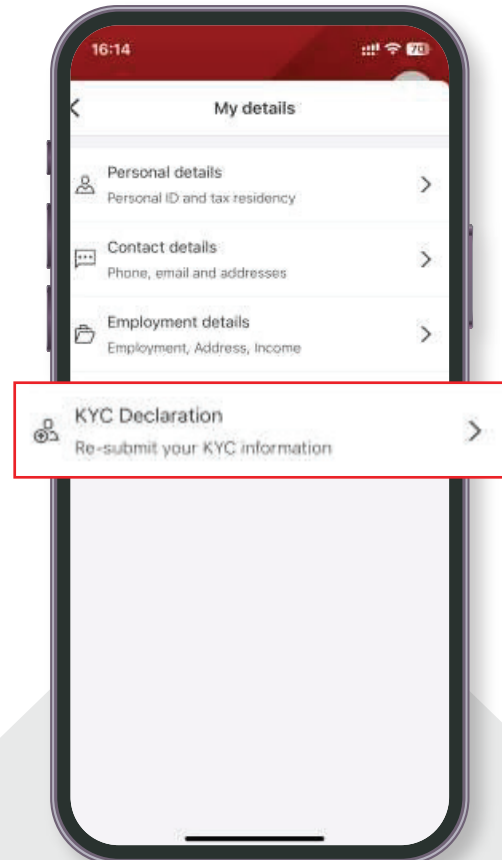 16:14
70
My details
Personal details
Personal ID and tax residency
Contact details
Phone, email and addresses
Employment details
Employment, Address, Income
KYC Declaration
Re-submit your KYC information